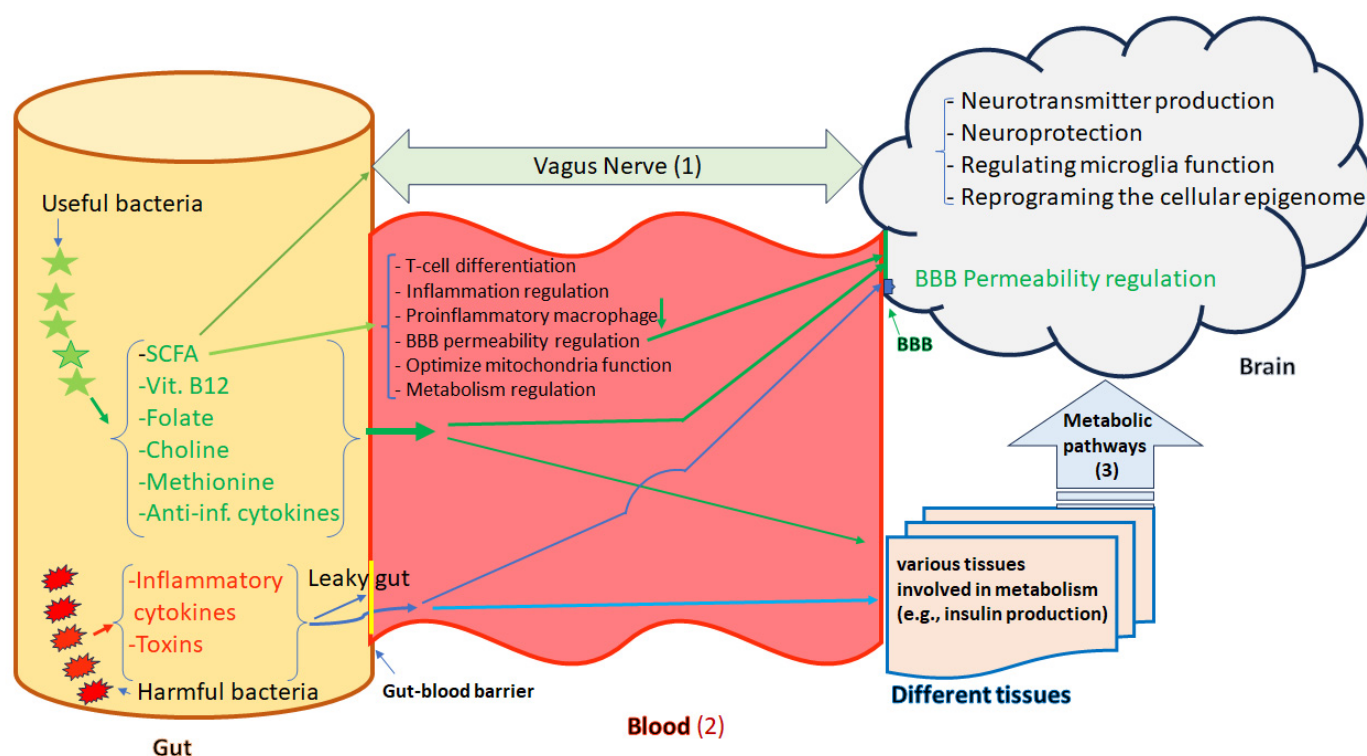 - Neurotransmitter production
- Neuroprotection
- Regulating microglia function
- Reprograming the cellular epigenome
Vagus Nerve (1)
Useful bacteria
- T-cell differentiation
- Inflammation regulation
- Proinflammatory macrophage
- BBB permeability regulation
- Optimize mitochondria function
- Metabolism regulation
BBB Permeability regulation
BBB
Brain
-SCFA
-Vit. B12
-Folate
-Choline
-Methionine
-Anti-inf. cytokines
Metabolic
pathways
(3)
-Inflammatory
cytokines
-Toxins
Leaky gut
various tissues
involved in metabolism
(e.g., insulin production)
Harmful bacteria
Gut-blood barrier
Different tissues
Blood (2)
Gut